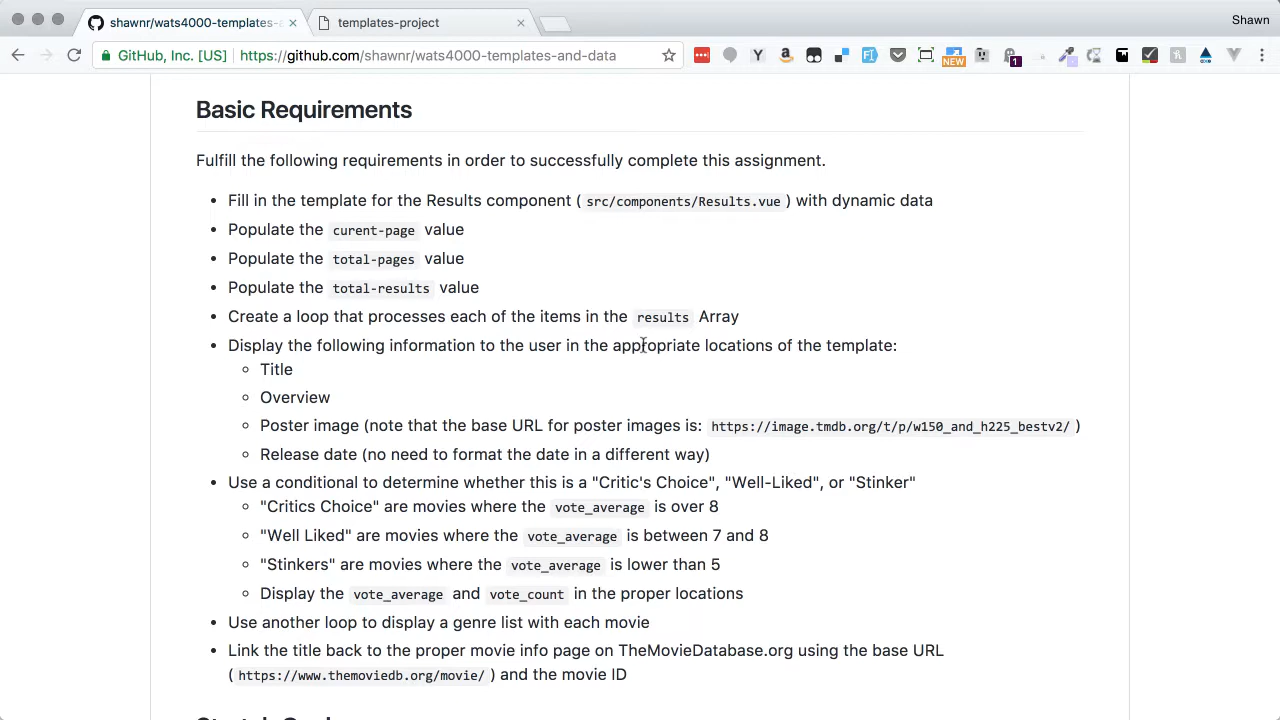 shawnr/wats4000-templates-a
templates-project
Shawn
GitHub, Inc. [US]
https://github.com/shawnr/wats4000-templates-and-data
NEW
1
Basic Requirements
Fulfill the following requirements in order to successfully complete this assignment.
• Fill in the template for the Results component ( src/components/Results.vue ) with dynamic data
• Populate the curent-page value
• Populate the total-pages value
• Populate the total-results value
• Create a loop that processes each of the items in the results Array
• Display the following information to the user in the appropriate locations of the template:
◦ Title
◦ Overview
◦ Poster image (note that the base URL for poster images is: https://image.tmdb.org/t/p/w150_and_h225_bestv2/ )
◦ Release date (no need to format the date in a different way)
• Use a conditional to determine whether this is a "Critic's Choice", "Well-Liked", or "Stinker"
◦ "Critics Choice" are movies where the vote_average is over 8
◦ "Well Liked" are movies where the vote_average is between 7 and 8
◦ "Stinkers" are movies where the vote_average is lower than 5
◦ Display the vote_average and vote_count in the proper locations
• Use another loop to display a genre list with each movie
• Link the title back to the proper movie info page on TheMovieDatabase.org using the base URL
( https://www.themoviedb.org/movie/ ) and the movie ID